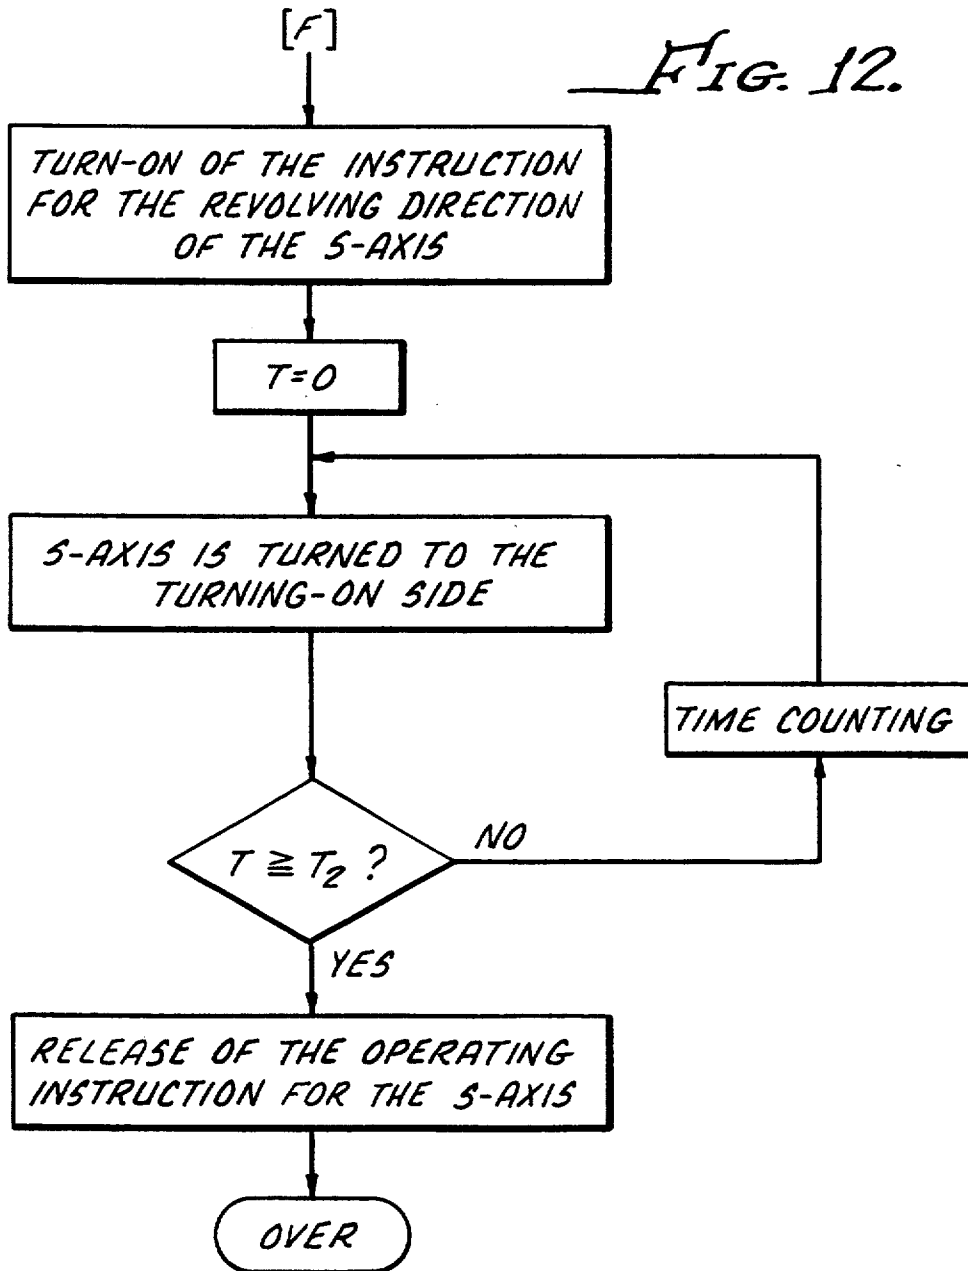 [F]
FIG. 12.
TURN-ON OF THE INSTRUCTION
FOR THE REVOLVING DIRECTION
OF THE S-AXIS
T=0
S-AXIS IS TURNED TO THE
TURNING-ON SIDE
TIME COUNTING
T ≧ T₂ ?
NO
YES
RELEASE OF THE OPERATING
INSTRUCTION FOR THE S-AXIS
OVER